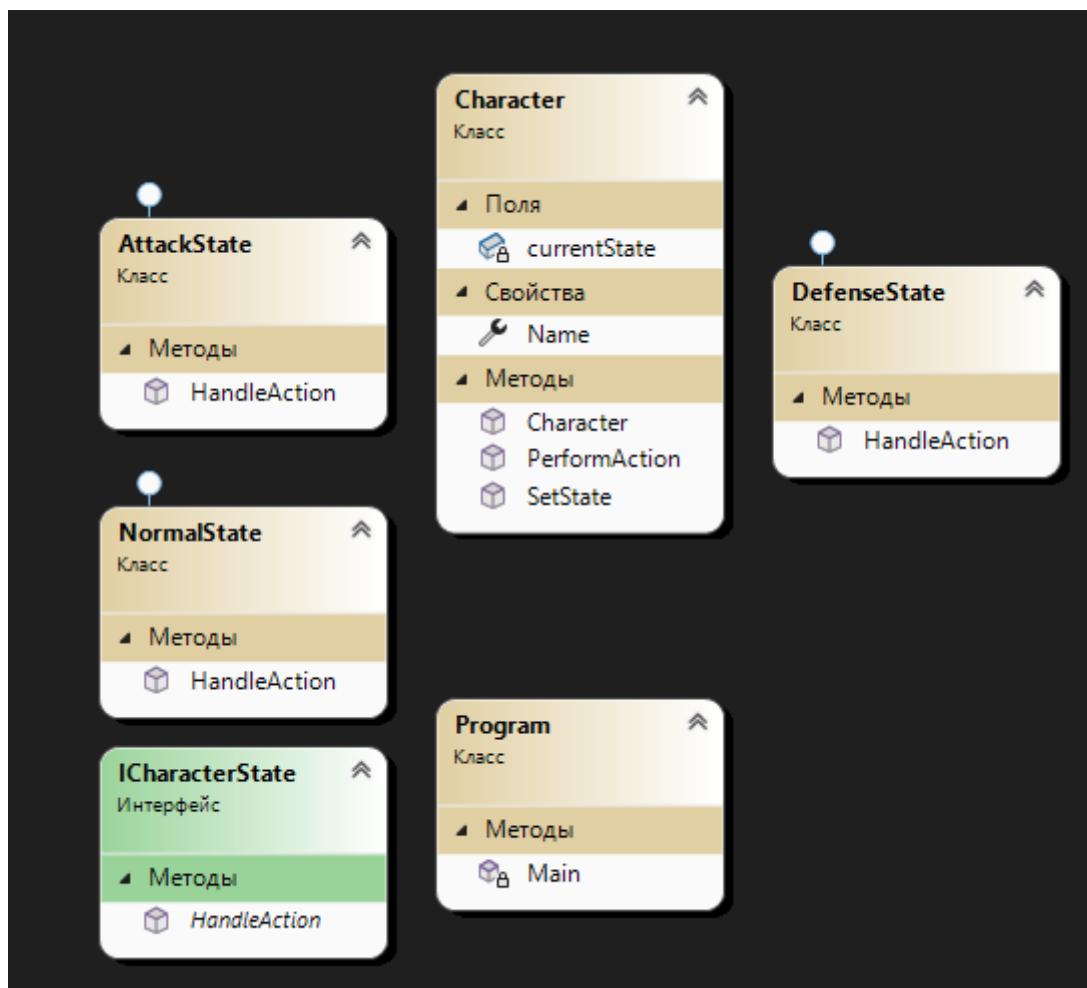 AttackState
Класс
Методы
HandleAction
NormalState
Класс
Методы
HandleAction
ICharacterState
Интерфейс
Методы
HandleAction
Character
Класс
Поля
currentState
Свойства
Name
Методы
Character
PerformAction
SetState
Program
Класс
Методы
Main
DefenseState
Класс
Методы
HandleAction